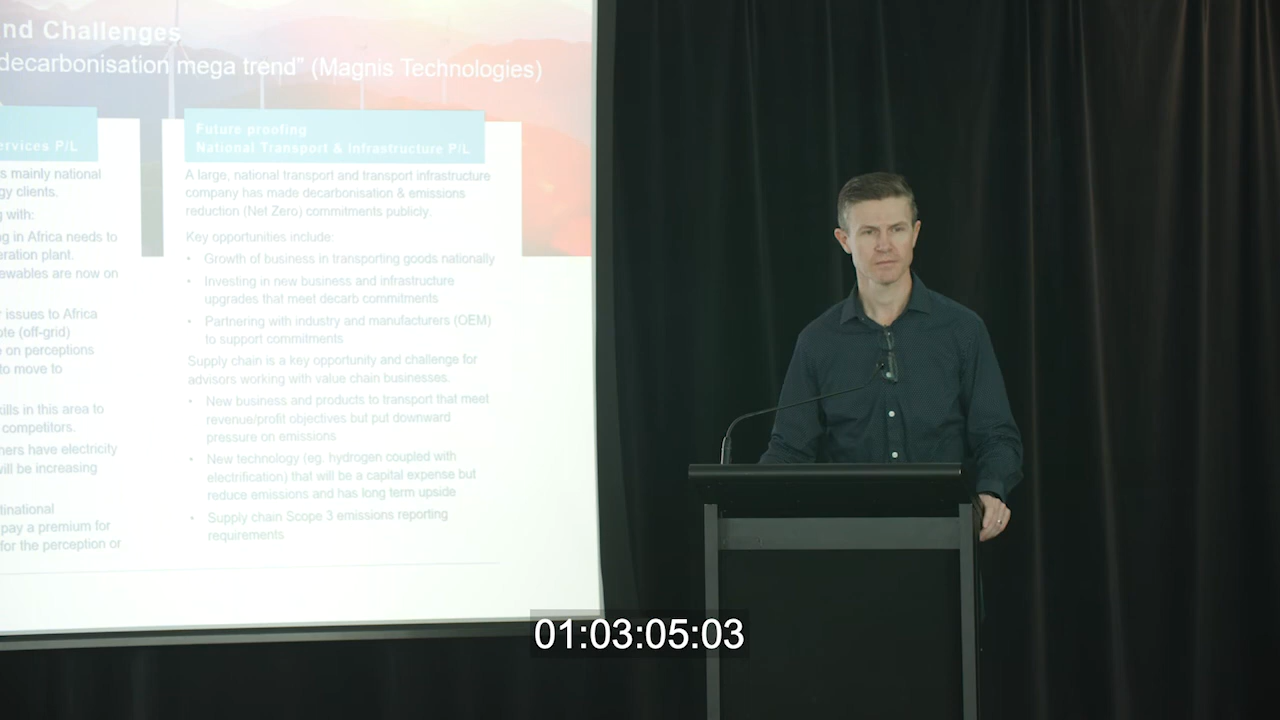 nd Challenges
decarbonisation mega trend” (Magnis Technologies)
ervices P/L
s mainly national
gy clients.
g with:
ng in Africa needs to
eration plant.
ewables are now on
r issues to Africa
ote (off-grid)
e on perceptions
to move to
kills in this area to
competitors.
mers have electricity
will be increasing
ltinational
pay a premium for
for the perception or
Future proofing
National Transport & Infrastructure P/L
A large, national transport and transport infrastructure
company has made decarbonisation & emissions
reduction (Net Zero) commitments publicly.
Key opportunities include:
• Growth of business in transporting goods nationally
• Investing in new business and infrastructure
upgrades that meet decarb commitments
• Partnering with industry and manufacturers (OEM)
to support commitments
Supply chain is a key opportunity and challenge for
advisors working with value chain businesses.
• New business and products to transport that meet
revenue/profit objectives but put downward
pressure on emissions
• New technology (eg. hydrogen coupled with
electrification) that will be a capital expense but
reduce emissions and has long term upside
• Supply chain Scope 3 emissions reporting
requirements
01:03:05:03